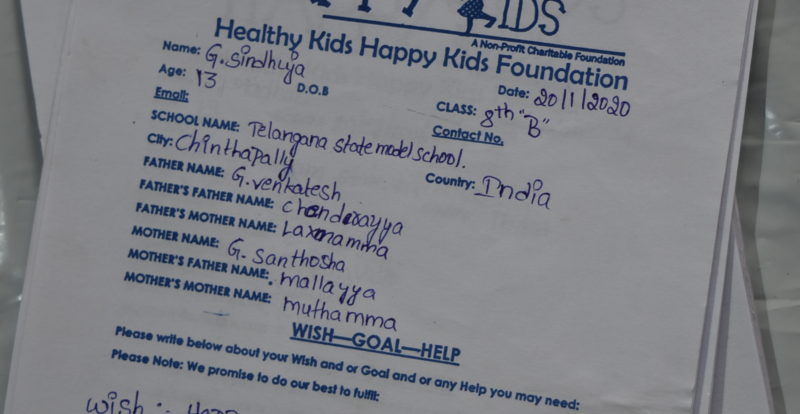 KIDS
A Non-Profit Charitable Foundation
Healthy Kids Happy Kids Foundation
Name: G. Sindhuja Date: 20/1/2020
Age: 13 D.O.B CLASS: 8th "B"
Email: Contact No.
SCHOOL NAME: Telangana state model school.
City: Chinthapally Country: India
FATHER NAME: G. venkatesh
FATHER'S FATHER NAME: Chandrayya
FATHER'S MOTHER NAME: Laxmamma
MOTHER NAME: G. Santhosha
MOTHER'S FATHER NAME: mallayya
MOTHER'S MOTHER NAME: muthamma
WISH—GOAL—HELP
Please write below about your Wish and or Goal and or any Help you may need:
Please Note: We promise to do our best to fulfil:
wish :-